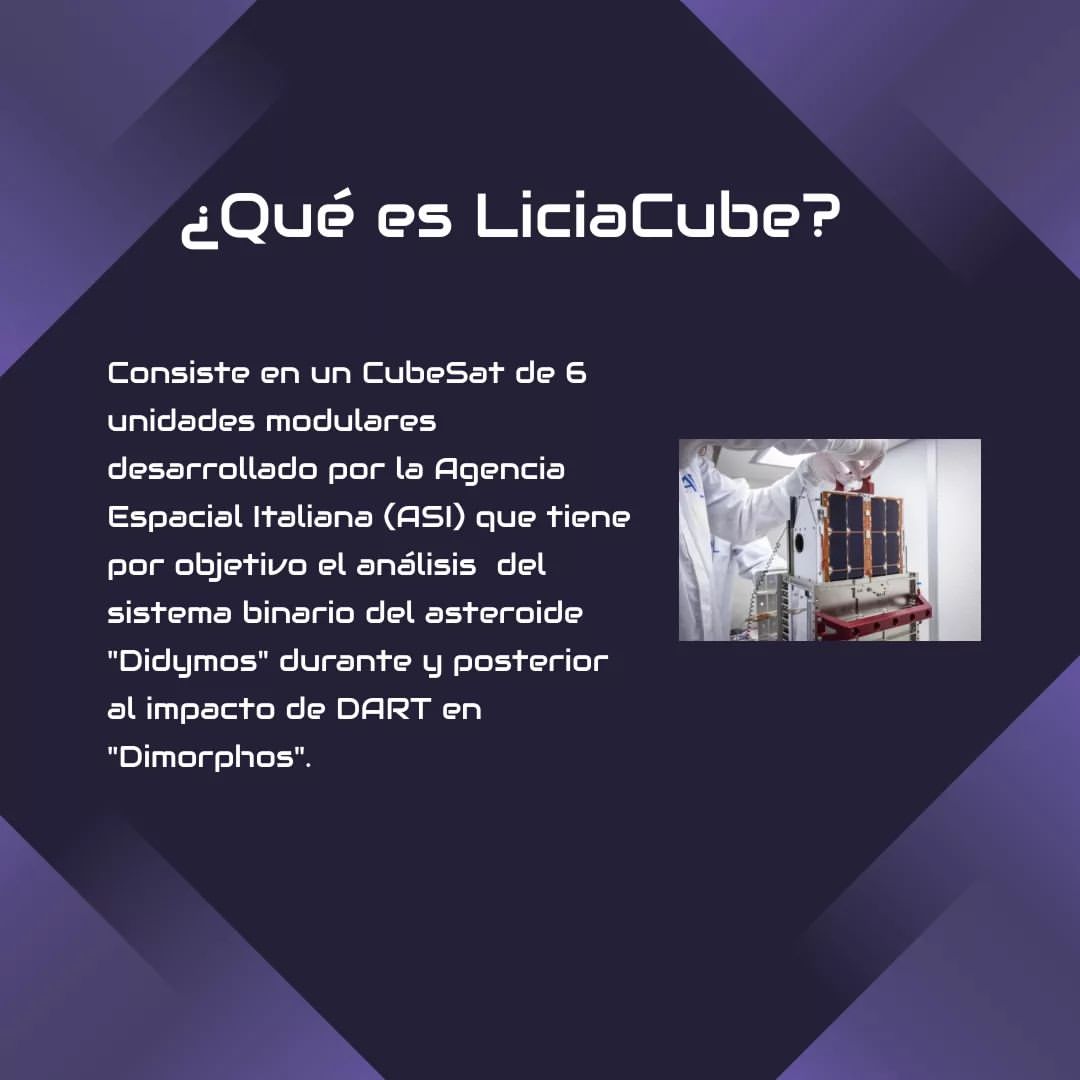 ¿Qué es LiciaCube?
Consiste en un CubeSat de 6
unidades modulares
desarrollado por la Agencia
Espacial Italiana (ASI) que tiene
por objetivo el análisis  del
sistema binario del asteroide
"Didymos" durante y posterior
al impacto de DART en
"Dimorphos".